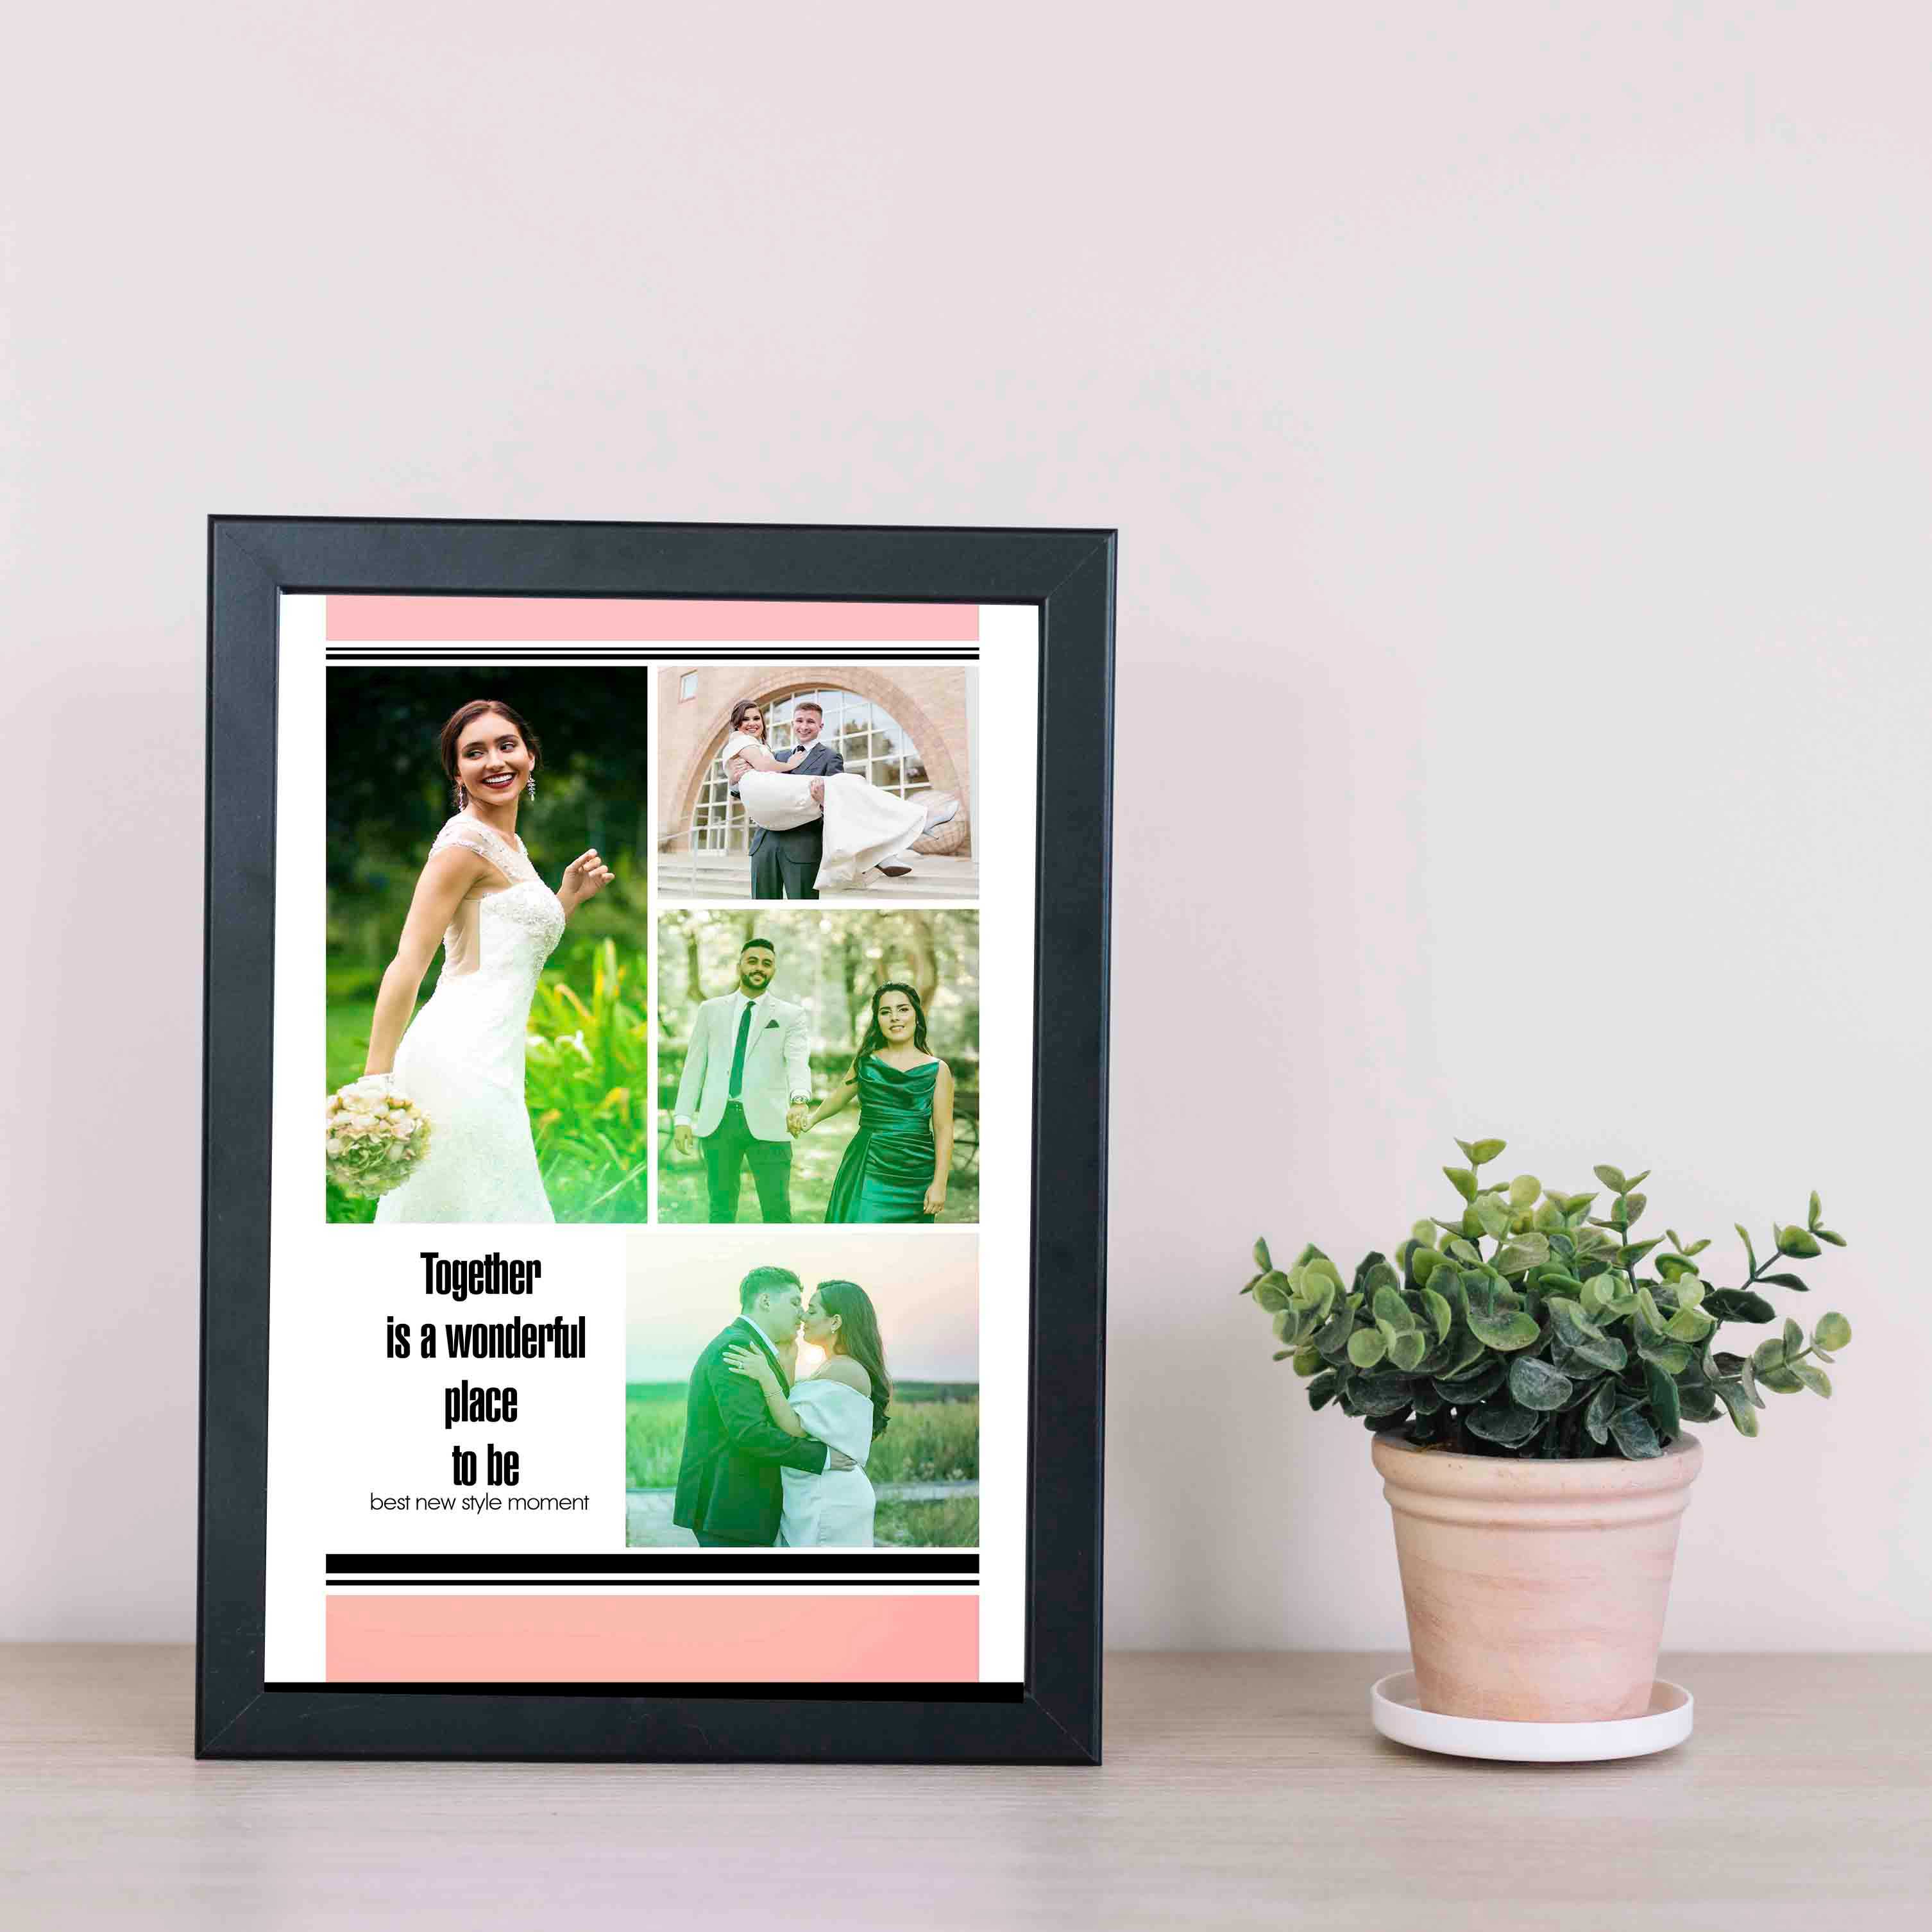 Together
is a wonderful
place
to be
best new style moment